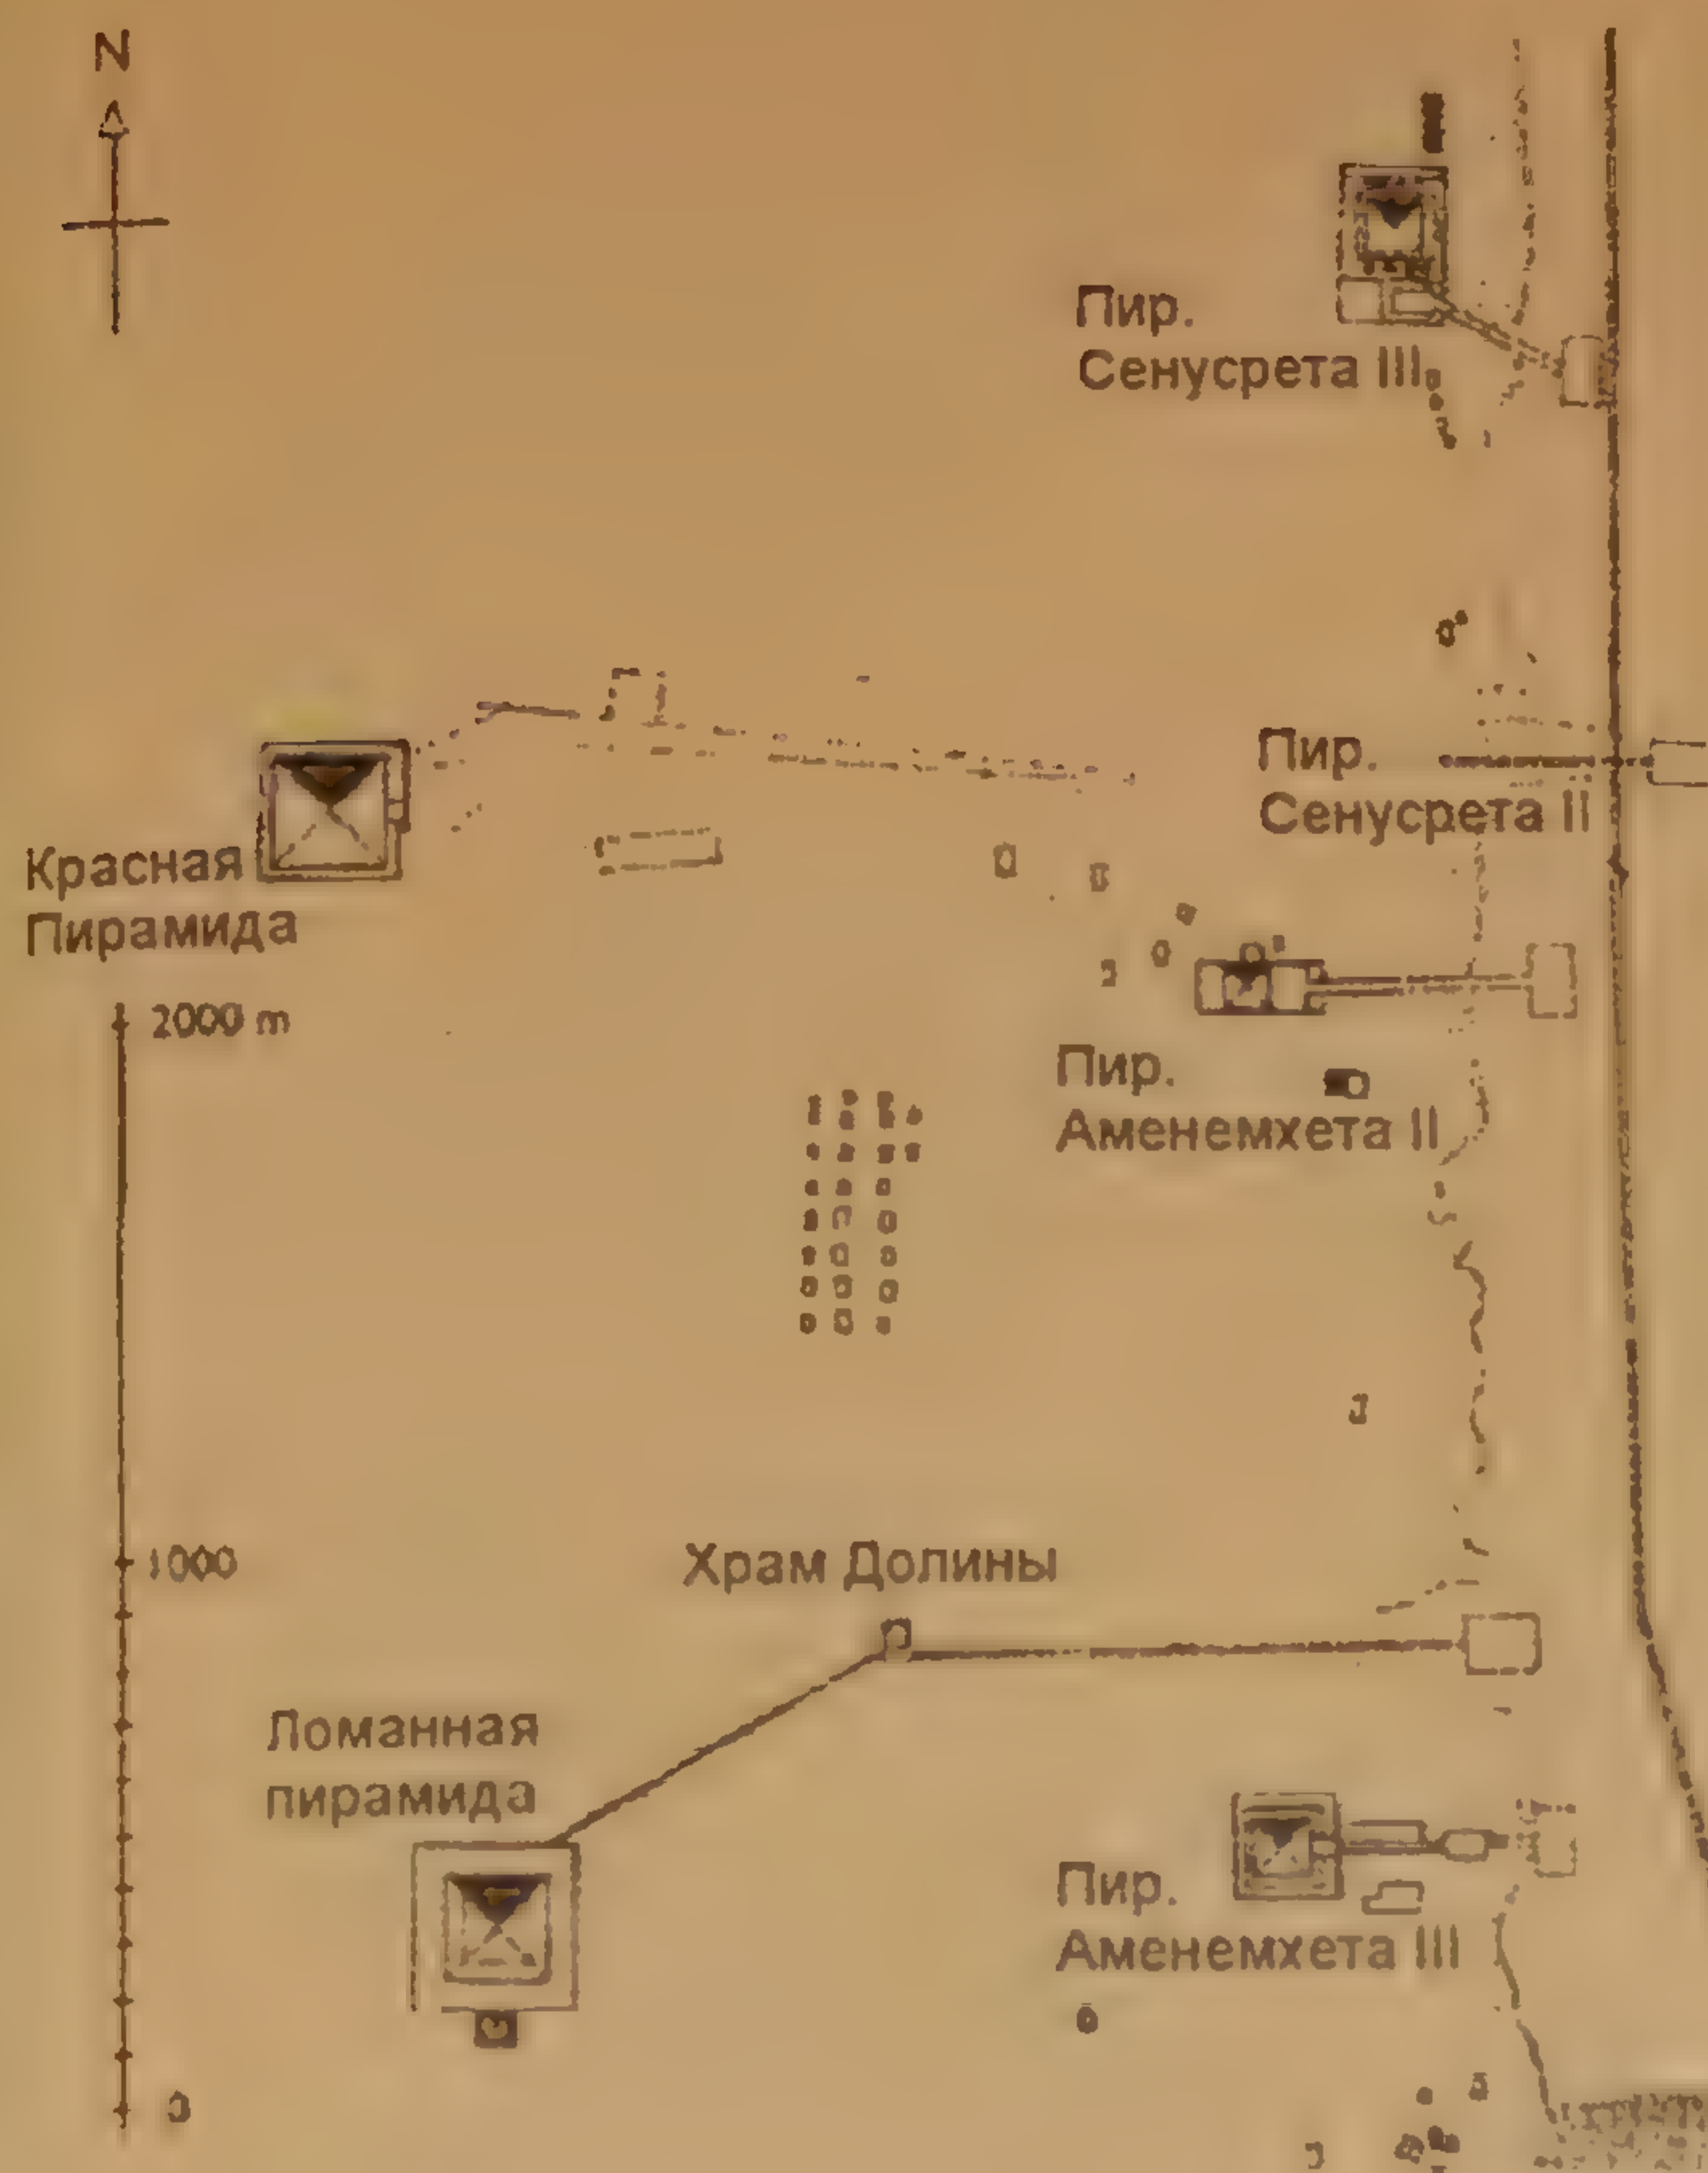 N
Пир.
Сенусрета III
Пир.
Сенусрета II
Красная
Пирамида
2000 m
Пир.
Аменемхета II
1000
Храм Долины
Ломанная
пирамида
Пир.
Аменемхета III
0